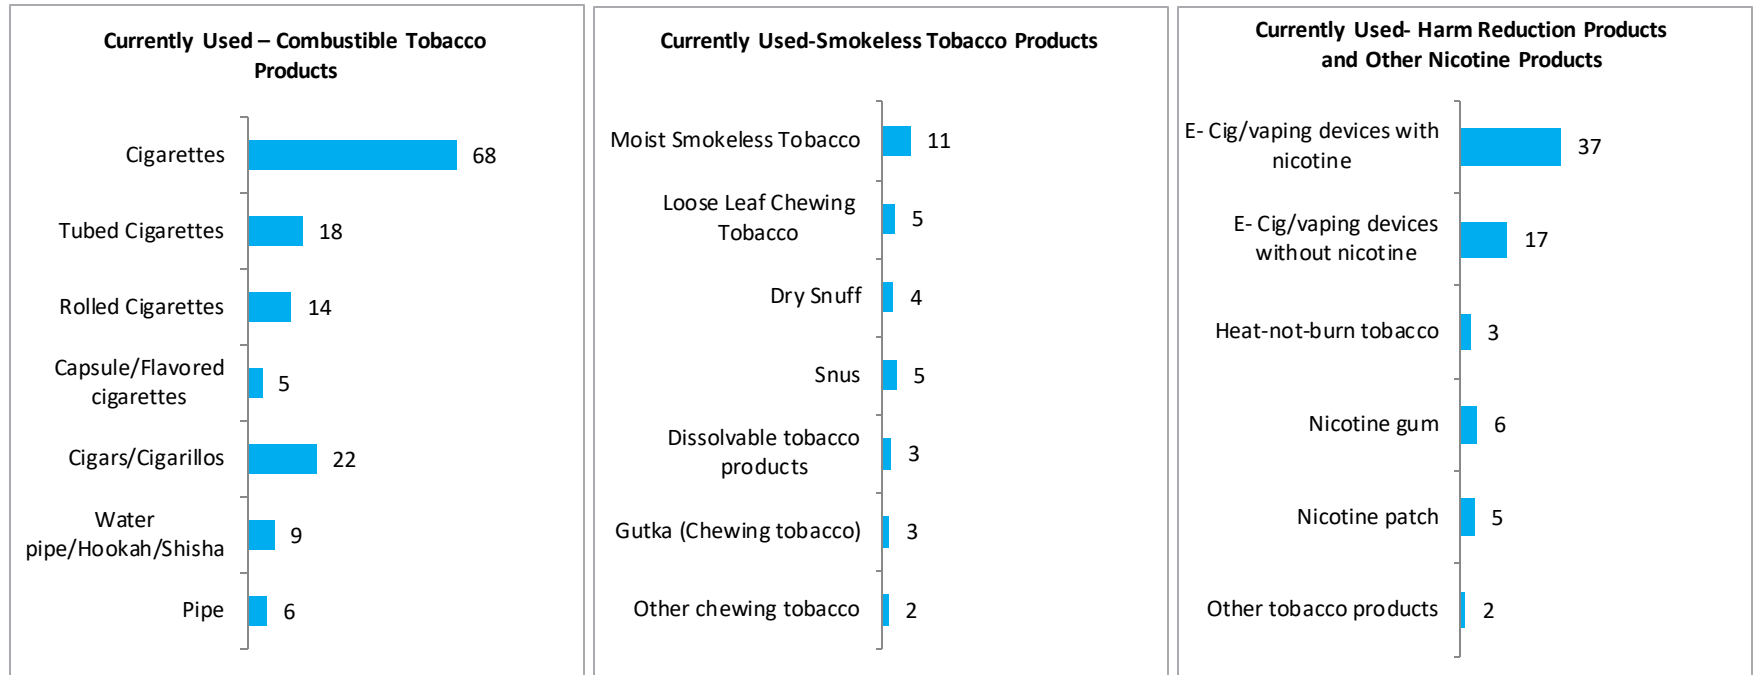 Currently Used – Combustible Tobacco
Products
Cigarettes
68
Tubed Cigarettes
18
Rolled Cigarettes
14
Capsule/Flavored
cigarettes
5
Cigars/Cigarillos
22
Water
pipe/Hookah/Shisha
9
Pipe
6
Currently Used-Smokeless Tobacco Products
Moist Smokeless Tobacco
11
Loose Leaf Chewing
Tobacco
5
Dry Snuff
4
Snus
5
Dissolvable tobacco
products
3
Gutka (Chewing tobacco)
3
Other chewing tobacco
2
Currently Used- Harm Reduction Products
and Other Nicotine Products
E- Cig/vaping devices with
nicotine
37
E- Cig/vaping devices
without nicotine
17
Heat-not-burn tobacco
3
Nicotine gum
6
Nicotine patch
5
Other tobacco products
2